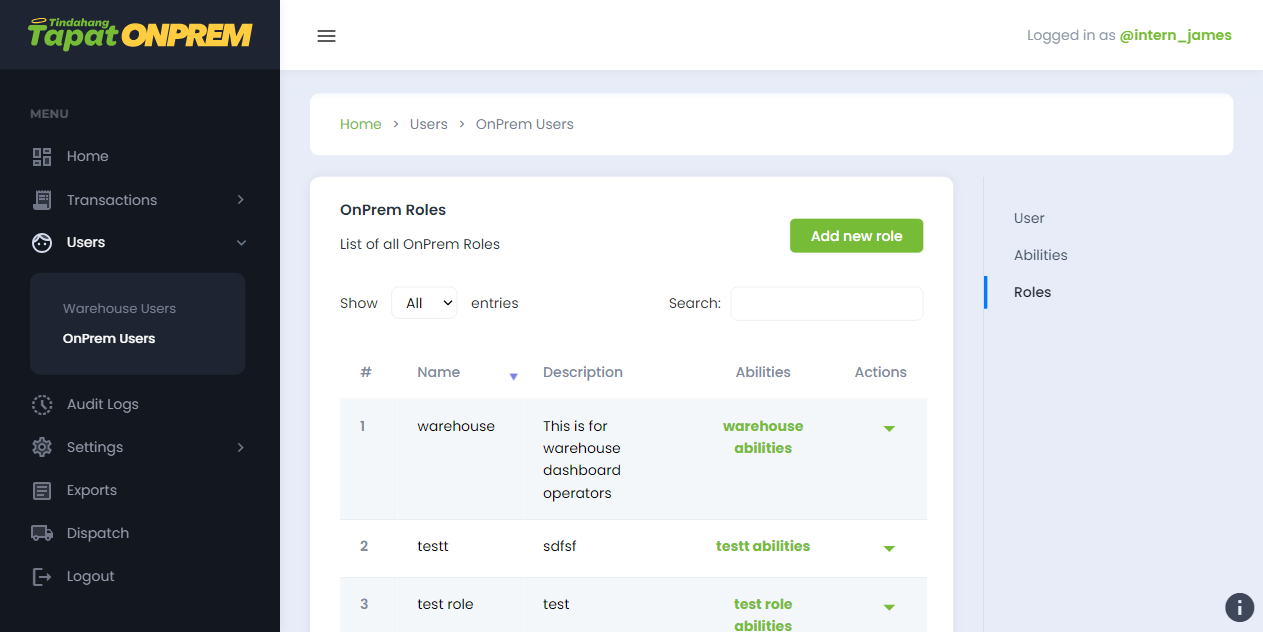 Tindahang
Tapat ONPREM
Logged in as @intern_james
MENU
Home
Transactions
Users
Warehouse Users
OnPrem Users
Audit Logs
Settings
Exports
Dispatch
Logout
Home > Users > OnPrem Users
OnPrem Roles
List of all OnPrem Roles
Add new role
Show All entries
Search:
# Name Description Abilities Actions
1 warehouse This is for warehouse
warehouse abilities
dashboard
operators
2 testt sdfsf testt abilities
3 test role test test role
abilities
User
Abilities
Roles
i